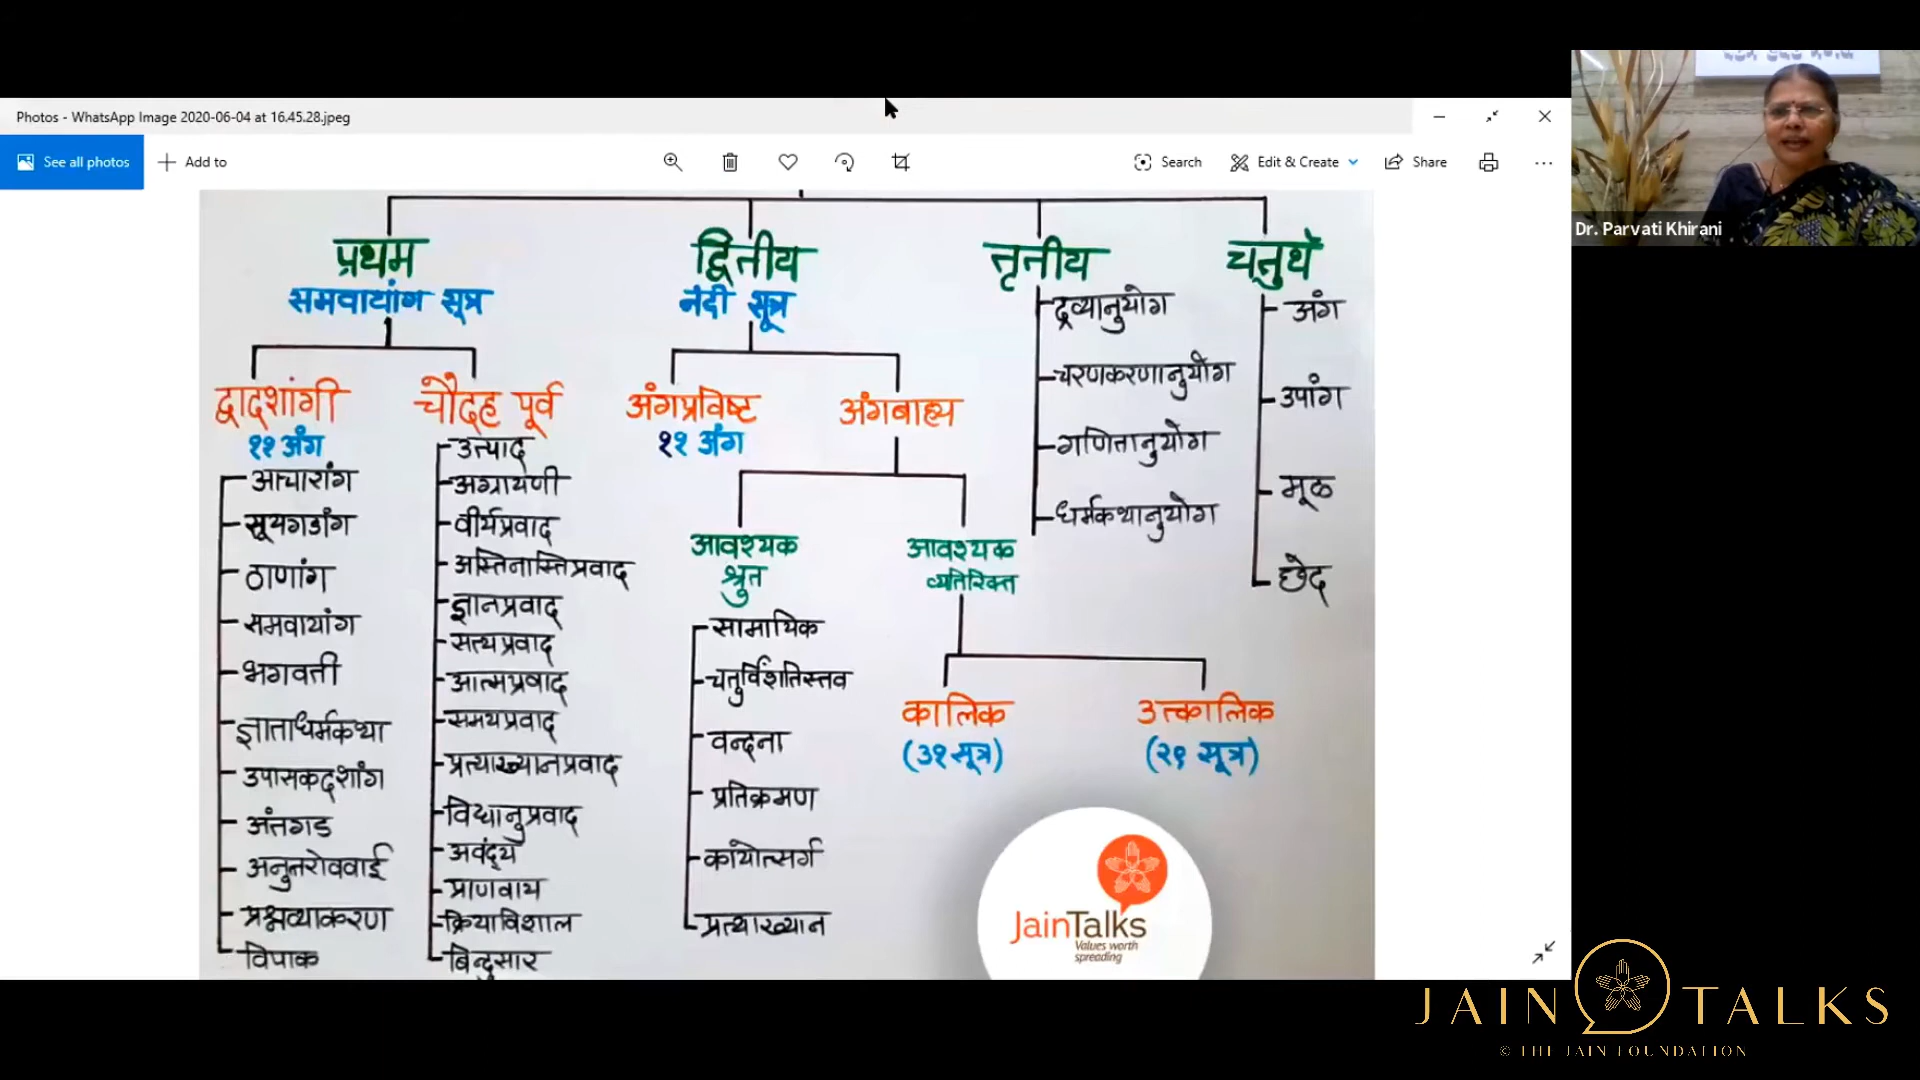 Photos - WhatsApp Image 2020-06-04 at 16.45.28.jpeg
See all photos
Add to
Search
Edit & Create
Share
Dr. Parvati Khirani
प्रथम
समवायांग सूत्र
द्वादशांगी
११ अंग
आचारांग
सूयगडांग
ठाणांग
समवायांग
भगवती
ज्ञाताधर्मकथा
उपासकदशांग
अंतगड
अनुतरोववाई
प्रश्नव्याकरण
विपाक
चौदह पूर्व
उत्पाद
अग्रायणी
वीर्यप्रवाद
अस्तिनास्तिप्रवाद
ज्ञानप्रवाद
सत्यप्रवाद
आत्मप्रवाद
समयप्रवाद
प्रत्याख्यानप्रवाद
विद्यानुप्रवाद
अवंद्य
प्राणवाय
क्रियाविशाल
बिन्दुसार
द्वितीय
नंदी सूत्र
अंगप्रविष्ट
११ अंग
अंगबाह्य
आवश्यक
श्रुत
सामायिक
चतुर्विंशतिस्तव
वन्दना
प्रतिक्रमण
कायोत्सर्ग
प्रत्याख्यान
आवश्यक
व्यतिरिक्त
कालिक
(३१ सूत्र)
उत्कालिक
(२९ सूत्र)
तृतीय
द्रव्यानुयोग
चरणकरणानुयोग
गणितानुयोग
धर्मकथानुयोग
चतुर्थ
अंग
उपांग
मूळ
छेद
JainTalks
Values worth
spreading
JAIN TALKS
© THE JAIN FOUNDATION